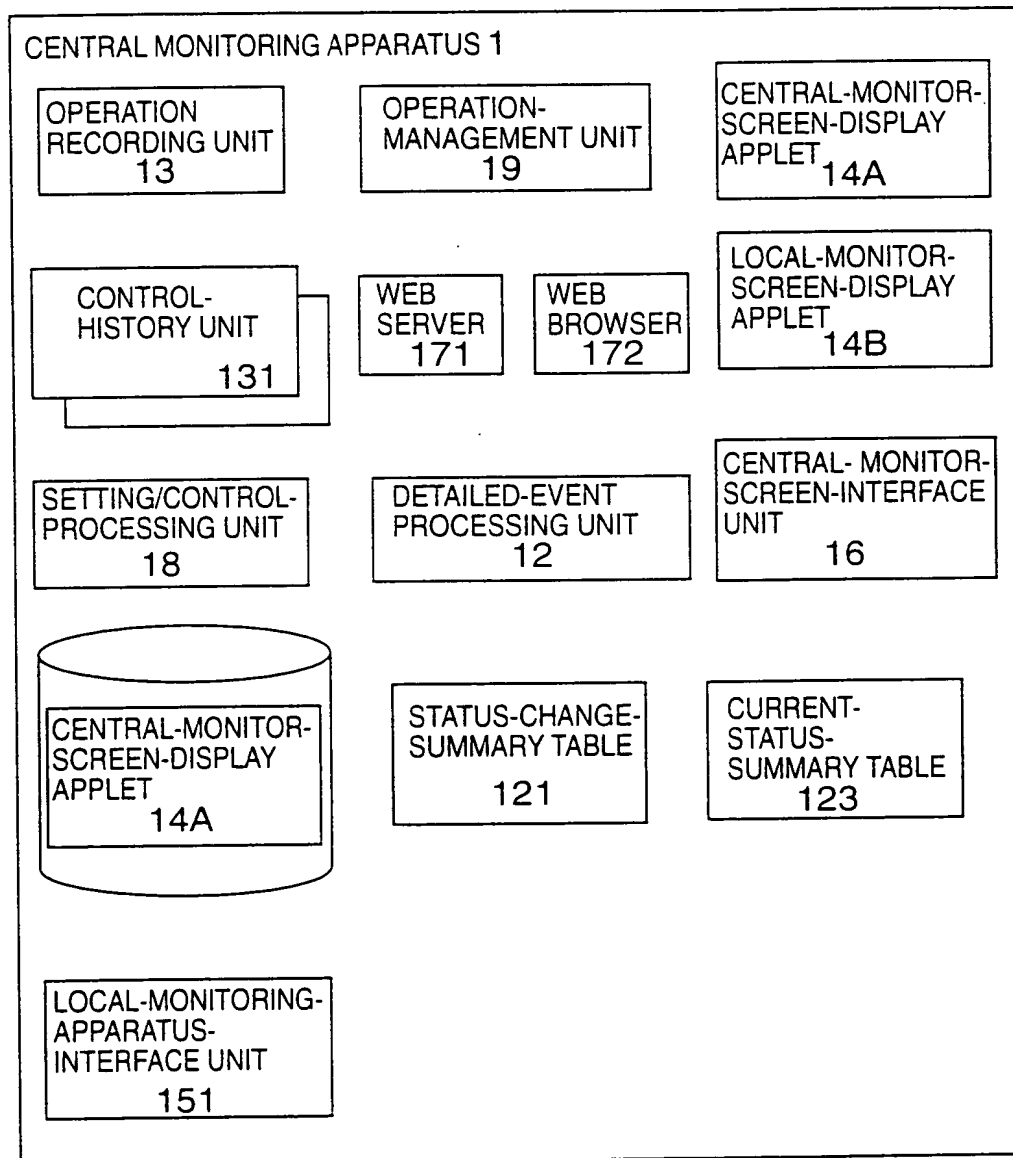 CENTRAL MONITORING APPARATUS 1
OPERATION
RECORDING UNIT
13
OPERATION-
MANAGEMENT UNIT
19
CENTRAL-MONITOR-
SCREEN-DISPLAY
APPLET
14A
CONTROL-
HISTORY UNIT
131
WEB
SERVER
171
WEB
BROWSER
172
LOCAL-MONITOR-
SCREEN-DISPLAY
APPLET
14B
SETTING/CONTROL-
PROCESSING UNIT
18
DETAILED-EVENT
PROCESSING UNIT
12
CENTRAL- MONITOR-
SCREEN-INTERFACE
UNIT
16
CENTRAL-MONITOR-
SCREEN-DISPLAY
APPLET
14A
STATUS-CHANGE-
SUMMARY TABLE
121
CURRENT-
STATUS-
SUMMARY TABLE
123
LOCAL-MONITORING-
APPARATUS-
INTERFACE UNIT
151